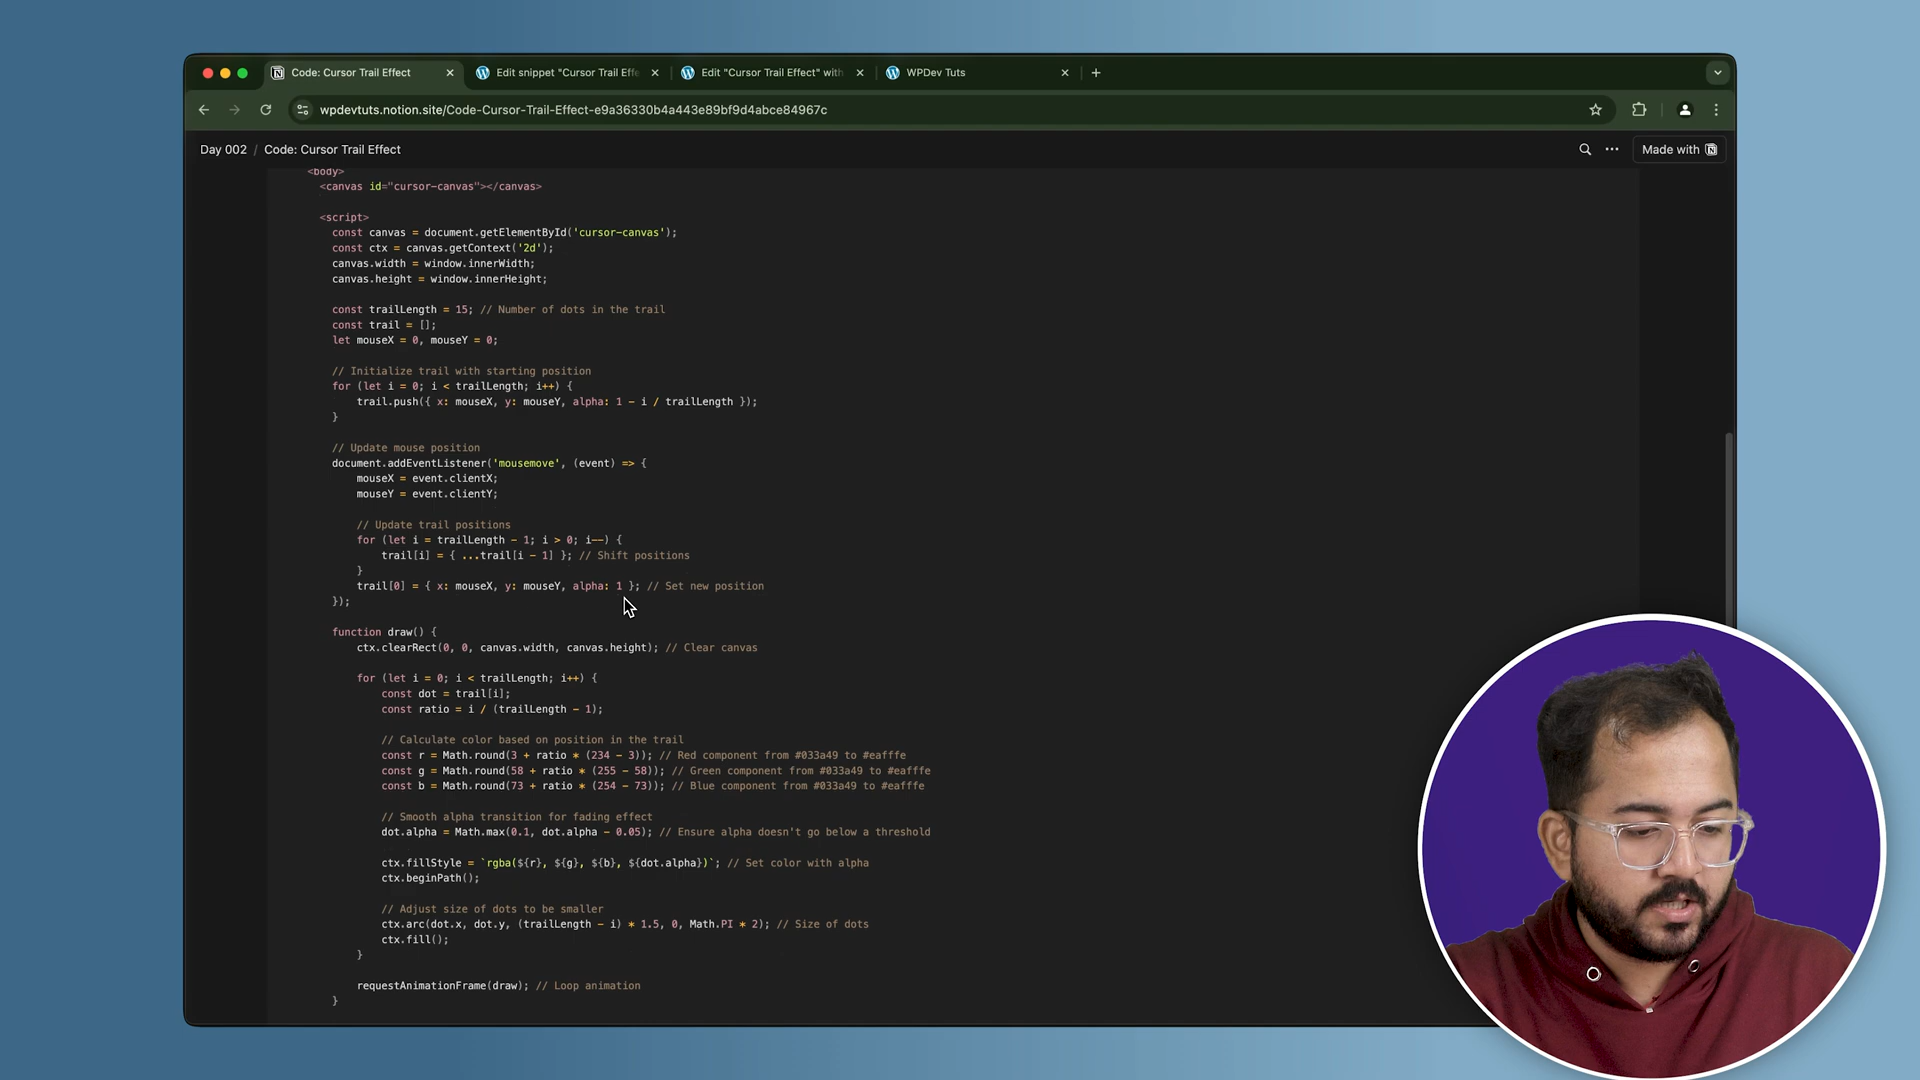 Code: Cursor Trail Effect
Edit snippet "Cursor Trail Effe
Edit "Cursor Trail Effect" with
WPDev Tuts
wpdevtuts.notion.site/Code-Cursor-Trail-Effect-e9a36330b4a443e89bf9d4abce84967c
Day 002 / Code: Cursor Trail Effect
Made with
<body>
<canvas id="cursor-canvas"></canvas>
<script>
const canvas = document.getElementById('cursor-canvas');
const ctx = canvas.getContext('2d');
canvas.width = window.innerWidth;
canvas.height = window.innerHeight;
const trailLength = 15; // Number of dots in the trail
const trail = [];
let mouseX = 0, mouseY = 0;
// Initialize trail with starting position
for (let i = 0; i < trailLength; i++) {
trail.push({ x: mouseX, y: mouseY, alpha: 1 - i / trailLength });
}
// Update mouse position
document.addEventListener('mousemove', (event) => {
mouseX = event.clientX;
mouseY = event.clientY;
// Update trail positions
for (let i = trailLength - 1; i > 0; i--) {
trail[i] = { ...trail[i - 1] }; // Shift positions
}
trail[0] = { x: mouseX, y: mouseY, alpha: 1 }; // Set new position
});
function draw() {
ctx.clearRect(0, 0, canvas.width, canvas.height); // Clear canvas
for (let i = 0; i < trailLength; i++) {
const dot = trail[i];
const ratio = i / (trailLength - 1);
// Calculate color based on position in the trail
const r = Math.round(3 + ratio * (234 - 3)); // Red component from #033a49 to #eafffe
const g = Math.round(58 + ratio * (255 - 58)); // Green component from #033a49 to #eafffe
const b = Math.round(73 + ratio * (254 - 73)); // Blue component from #033a49 to #eafffe
// Smooth alpha transition for fading effect
dot.alpha = Math.max(0.1, dot.alpha - 0.05); // Ensure alpha doesn't go below a threshold
ctx.fillStyle = `rgba(${r}, ${g}, ${b}, ${dot.alpha})`; // Set color with alpha
ctx.beginPath();
// Adjust size of dots to be smaller
ctx.arc(dot.x, dot.y, (trailLength - i) * 1.5, 0, Math.PI * 2); // Size of dots
ctx.fill();
}
requestAnimationFrame(draw); // Loop animation
}